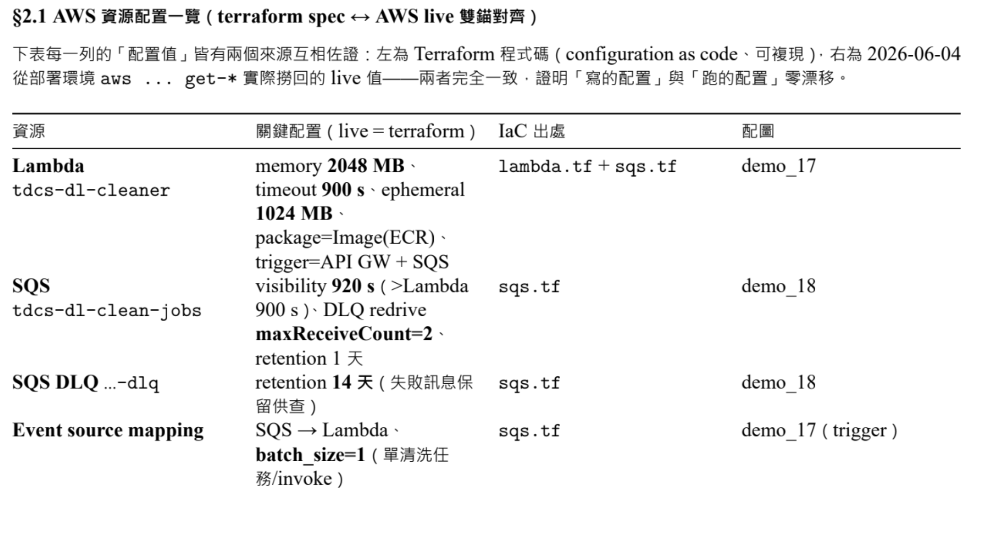 §2.1 AWS 資源配置一覽（terraform spec ↔ AWS live 雙錨對齊）
下表每一列的「配置值」皆有兩個來源互相佐證：左為 Terraform 程式碼（configuration as code、可複現），右為 2026-06-04
從部署環境 aws ... get-* 實際撈回的 live 值——兩者完全一致，證明「寫的配置」與「跑的配置」零漂移。
資源 關鍵配置（live = terraform） IaC 出處 配圖
Lambda memory 2048 MB、 lambda.tf + sqs.tf demo_17
tdcs-dl-cleaner timeout 900 s、ephemeral
1024 MB、
package=Image(ECR)、
trigger=API GW + SQS
SQS visibility 920 s（>Lambda sqs.tf demo_18
tdcs-dl-clean-jobs 900 s）、DLQ redrive
maxReceiveCount=2、
retention 1 天
SQS DLQ …-dlq retention 14 天（失敗訊息保 sqs.tf demo_18
留供查）
Event source mapping SQS → Lambda、 sqs.tf demo_17（trigger）
batch_size=1（單清洗任
務/invoke）